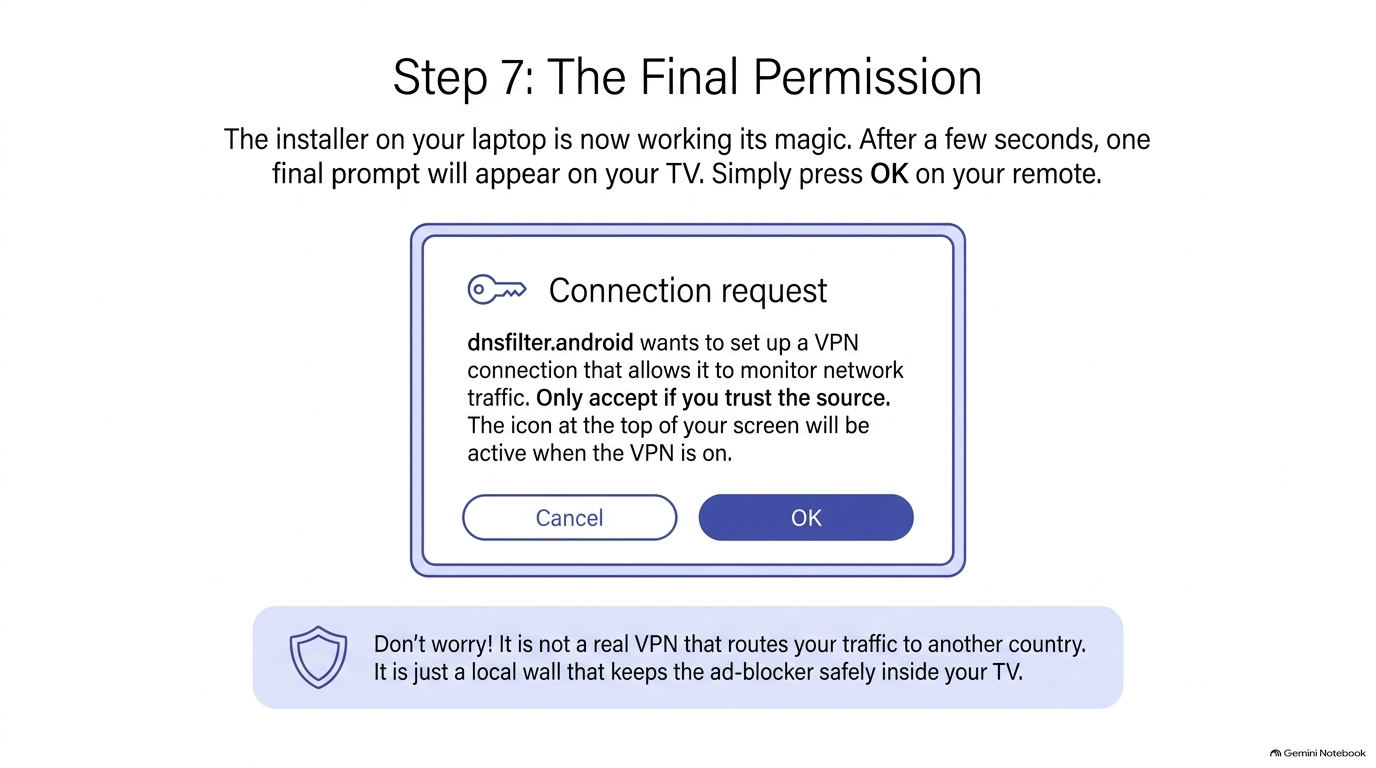 Step 7: The Final Permission
The installer on your laptop is now working its magic. After a few seconds, one
final prompt will appear on your TV. Simply press OK on your remote.
Connection request
dnsfilter.android wants to set up a VPN
connection that allows it to monitor network
traffic. Only accept if you trust the source.
The icon at the top of your screen will be
active when the VPN is on.
Cancel
OK
Don’t worry! It is not a real VPN that routes your traffic to another country.
It is just a local wall that keeps the ad-blocker safely inside your TV.
Gemini Notebook